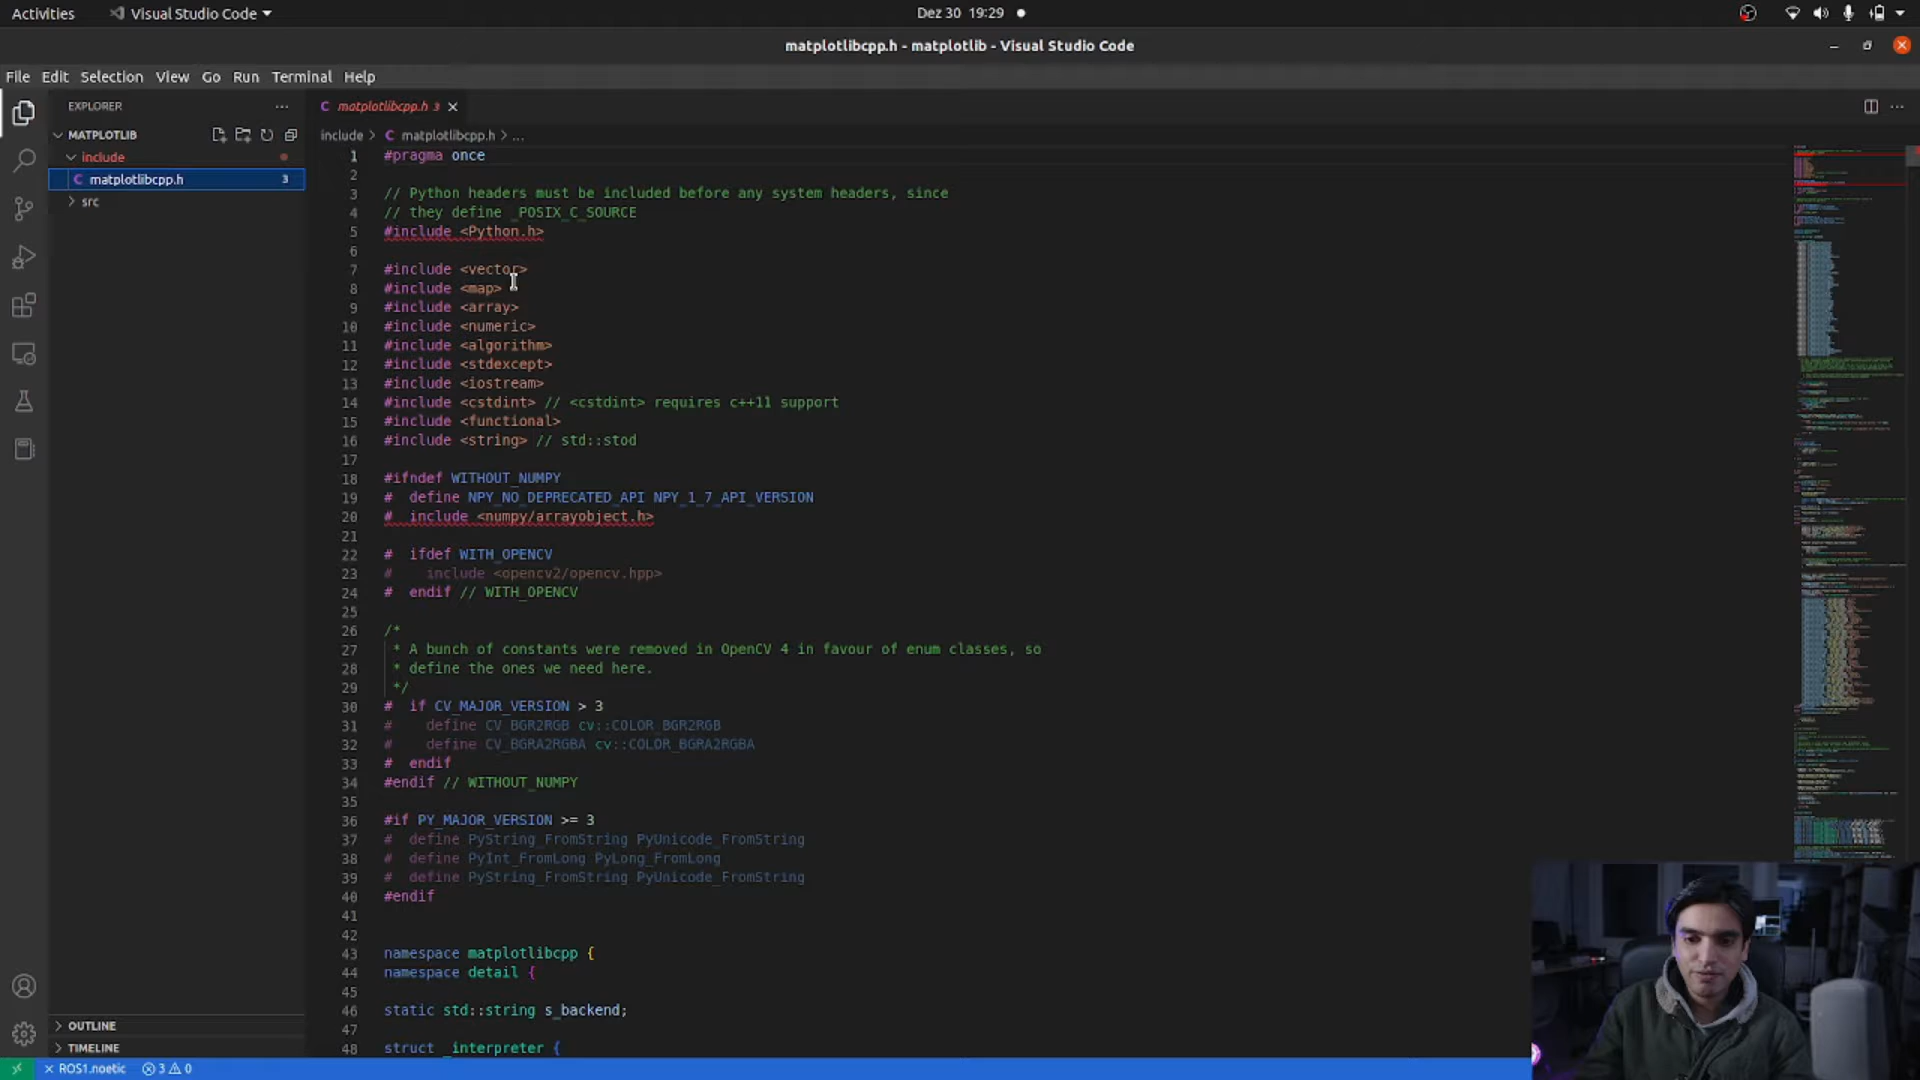 Activities
Visual Studio Code
Dez 30 19:29
matplotlibcpp.h - matplotlib - Visual Studio Code
File Edit Selection View Go Run Terminal Help
EXPLORER
MATPLOTLIB
include
matplotlibcpp.h 3
src
OUTLINE
TIMELINE
matplotlibcpp.h 3
include > C matplotlibcpp.h > ...
1 #pragma once
2
3 // Python headers must be included before any system headers, since
4 // they define _POSIX_C_SOURCE
5 #include <Python.h>
6
7 #include <vector>
8 #include <map>
9 #include <array>
10 #include <numeric>
11 #include <algorithm>
12 #include <stdexcept>
13 #include <iostream>
14 #include <cstdint> // <cstdint> requires c++11 support
15 #include <functional>
16 #include <string> // std::stod
17
18 #ifndef WITHOUT_NUMPY
19 #  define NPY_NO_DEPRECATED_API NPY_1_7_API_VERSION
20 #  include <numpy/arrayobject.h>
21
22 #  ifdef WITH_OPENCV
23 #    include <opencv2/opencv.hpp>
24 #  endif // WITH_OPENCV
25
26 /*
27  * A bunch of constants were removed in OpenCV 4 in favour of enum classes, so
28  * define the ones we need here.
29  */
30 #  if CV_MAJOR_VERSION > 3
31 #    define CV_BGR2RGB cv::COLOR_BGR2RGB
32 #    define CV_BGRA2RGBA cv::COLOR_BGRA2RGBA
33 #  endif
34 #endif // WITHOUT_NUMPY
35
36 #if PY_MAJOR_VERSION >= 3
37 #  define PyString_FromString PyUnicode_FromString
38 #  define PyInt_FromLong PyLong_FromLong
39 #  define PyString_FromString PyUnicode_FromString
40 #endif
41
42
43 namespace matplotlibcpp {
44 namespace detail {
45
46 static std::string s_backend;
47
48 struct _interpreter {
ROS1.noetic 3 0